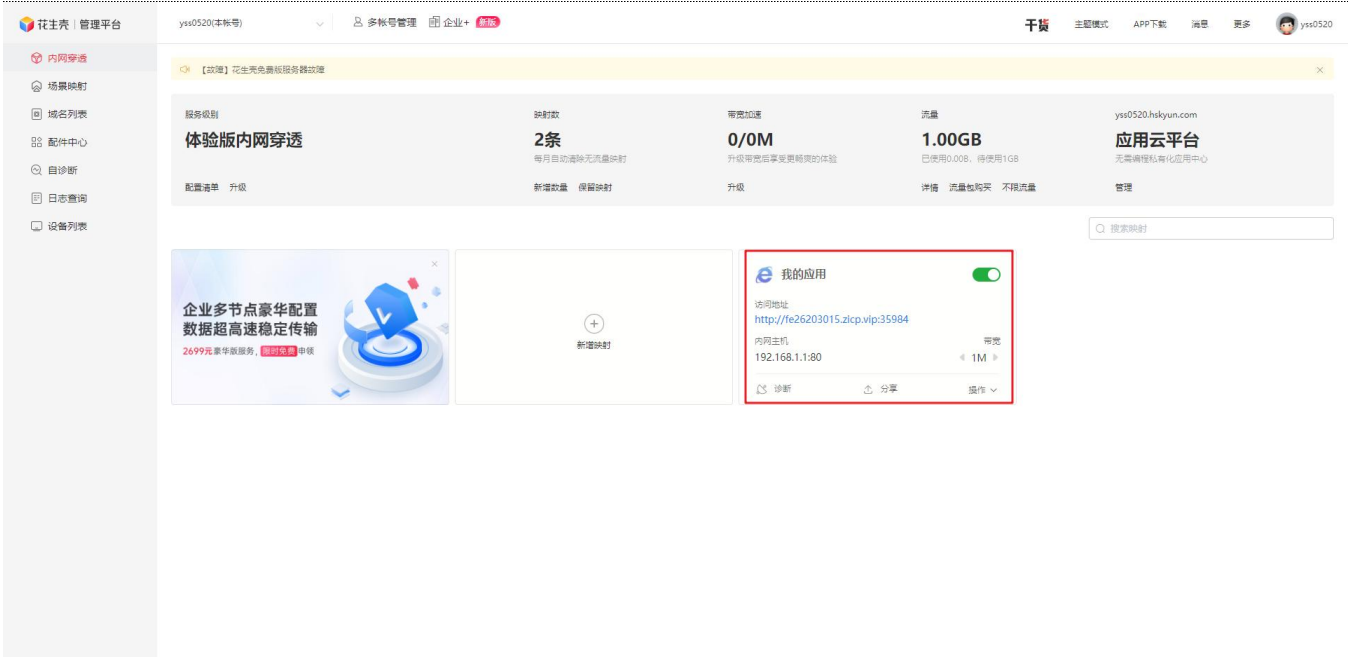 花生壳 管理平台
yss0520(本帐号)
多帐号管理
企业+ 新版
干货
主题模式
APP下载
消息
更多
yss0520
内网穿透
场景映射
域名列表
配件中心
自诊断
日志查询
设备列表
【故障】花生壳免费版服务器故障
服务级别
体验版内网穿透
配置清单 升级
映射数
2条
每月自动清除无流量映射
新增数量 保留映射
带宽加速
0/0M
升级带宽后享受更顺爽的体验
升级
流量
1.00GB
已使用0.00B，待使用1GB
详情 流量包购买 不限流量
yss0520.hskyun.com
应用云平台
无需编程私有化应用中心
管理
搜索映射
企业多节点豪华配置
数据超高速稳定传输
2699元豪华版服务, 限时免费 申领
新增映射
我的应用
访问地址
http://fe26203015.zicp.vip:35984
内网主机 带宽
192.168.1.1:80 1M
诊断 分享 操作